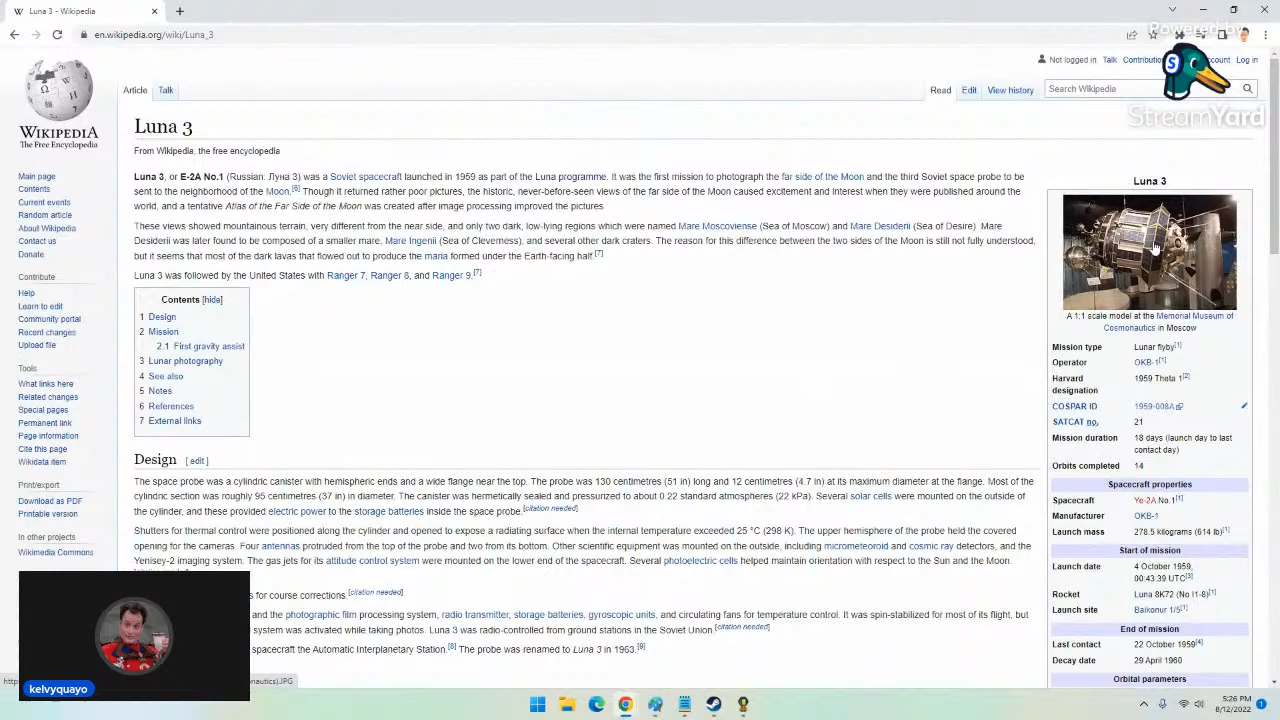 Luna 3 - Wikipedia
en.wikipedia.org/wiki/Luna_3
Powered by
StreamYard
Not logged in Talk Contributio count Log in
WIKIPEDIA
The Free Encyclopedia
Article Talk Read Edit View history Search Wikipedia
Luna 3
From Wikipedia, the free encyclopedia
Luna 3, or E-2A No.1 (Russian: Луна 3) was a Soviet spacecraft launched in 1959 as part of the Luna programme. It was the first mission to photograph the far side of the Moon and the third Soviet space probe to be
sent to the neighborhood of the Moon.[6] Though it returned rather poor pictures, the historic, never-before-seen views of the far side of the Moon caused excitement and interest when they were published around the
world, and a tentative Atlas of the Far Side of the Moon was created after image processing improved the pictures
These views showed mountainous terrain, very different from the near side, and only two dark, low-lying regions which were named Mare Moscoviense (Sea of Moscow) and Mare Desiderii (Sea of Desire). Mare
Desiderii was later found to be composed of a smaller mare, Mare Ingenii (Sea of Cleverness), and several other dark craters. The reason for this difference between the two sides of the Moon is still not fully understood,
but it seems that most of the dark lavas that flowed out to produce the maria formed under the Earth-facing half [7]
Luna 3 was followed by the United States with Ranger 7, Ranger 8, and Ranger 9.[7]
Contents [hide]
1 Design
2 Mission
2.1 First gravity assist
3 Lunar photography
4 See also
5 Notes
6 References
7 External links
Design [ edit ]
The space probe was a cylindrical canister with hemispheric ends and a wide flange near the top. The probe was 130 centimetres (51 in) long and 12 centimetres (4.7 in) at its maximum diameter at the flange. Most of the
cylindric section was roughly 95 centimetres (37 in) in diameter. The canister was hermetically sealed and pressurized to about 0.22 standard atmospheres (22 kPa). Several solar cells were mounted on the outside of
the cylinder, and these provided electric power to the storage batteries inside the space probe.[citation needed]
Shutters for thermal control were positioned along the cylinder and opened to expose a radiating surface when the internal temperature exceeded 25 °C (298 K). The upper hemisphere of the probe held the covered
opening for the cameras. Four antennas protruded from the top of the probe and two from its bottom. Other scientific equipment was mounted on the outside, including micrometeoroid and cosmic ray detectors, and the
Yenisey-2 imaging system. The gas jets for its attitude control system were mounted on the lower end of the spacecraft. Several photoelectric cells helped maintain orientation with respect to the Sun and the Moon.
s for course corrections.[citation needed]
and the photographic film processing system, radio transmitter, storage batteries, gyroscopic units, and circulating fans for temperature control. It was spin-stabilized for most of its flight, but
system was activated while taking photos. Luna 3 was radio-controlled from ground stations in the Soviet Union.[citation needed]
spacecraft the Automatic Interplanetary Station.[8] The probe was renamed to Luna 3 in 1963.[9]
Main page
Contents
Current events
Random article
About Wikipedia
Contact us
Donate
Contribute
Help
Learn to edit
Community portal
Recent changes
Upload file
Tools
What links here
Related changes
Special pages
Permanent link
Page information
Cite this page
Wikidata item
Print/export
Download as PDF
Printable version
In other projects
Wikimedia Commons
Luna 3
A 1:1 scale model at the Memorial Museum of
Cosmonautics in Moscow
Mission type Lunar flyby[1]
Operator OKB-1[1]
Harvard 1959 Theta 1[2]
designation
COSPAR ID 1959-008A
SATCAT no. 21
Mission duration 18 days (launch day to last
contact day)
Orbits completed 14
Spacecraft properties
Spacecraft Ye-2A No.1[1]
Manufacturer OKB-1
Launch mass 278.5 kilograms (614 lb)[1]
Start of mission
Launch date 4 October 1959,
00:43:39 UTC[3]
Rocket Luna 8K72 (No I1-8)[1]
Launch site Baikonur 1/5[1]
End of mission
Last contact 22 October 1959[4]
Decay date 29 April 1960
Orbital parameters
https
nautics).JPG
kelvyquayo
5:26 PM
8/12/2022